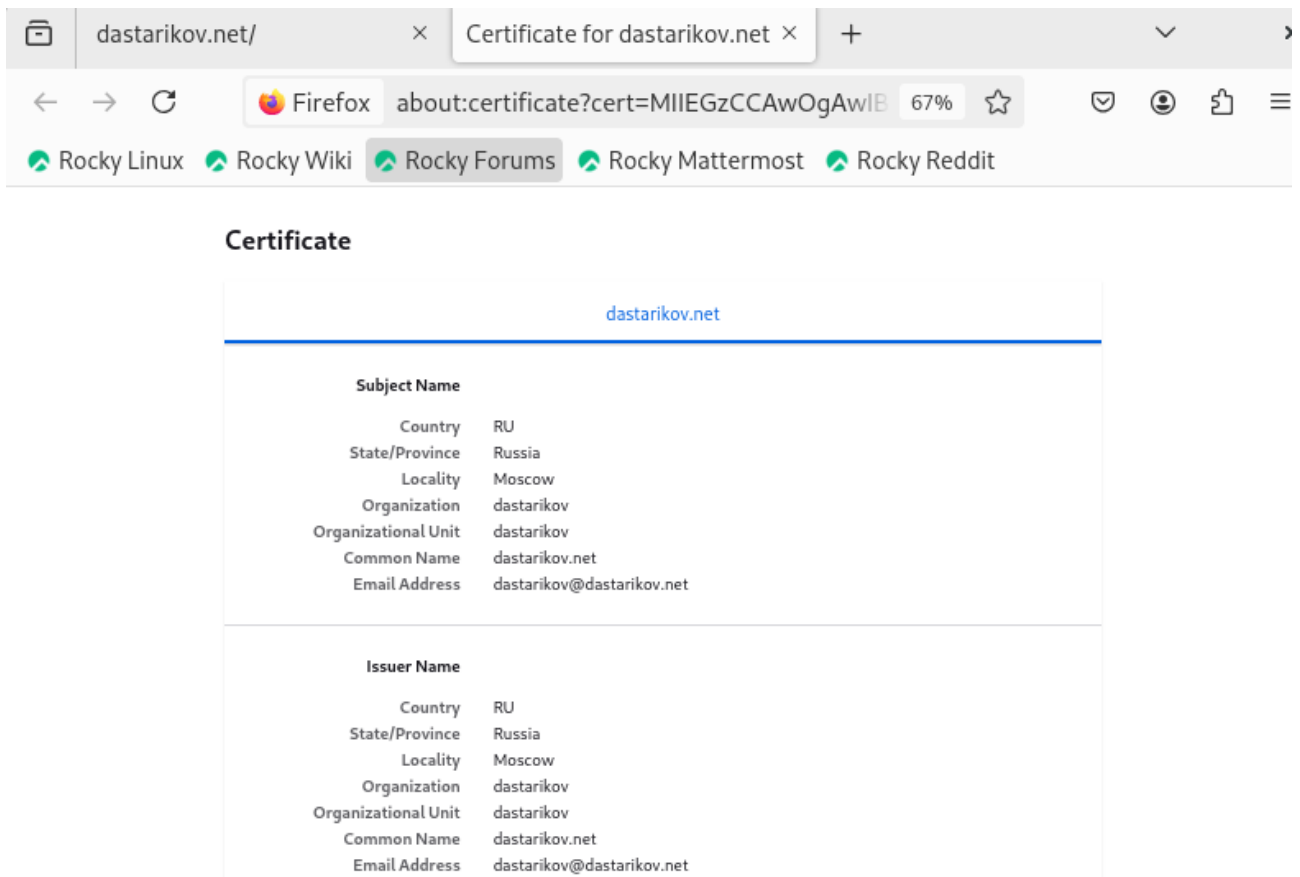 dastarikov.net/ Certificate for dastarikov.net
Firefox about:certificate?cert=MIIEGzCCAwOgAwIB 67%
Rocky Linux Rocky Wiki Rocky Forums Rocky Mattermost Rocky Reddit
Certificate
dastarikov.net
Subject Name
Country RU
State/Province Russia
Locality Moscow
Organization dastarikov
Organizational Unit dastarikov
Common Name dastarikov.net
Email Address dastarikov@dastarikov.net
Issuer Name
Country RU
State/Province Russia
Locality Moscow
Organization dastarikov
Organizational Unit dastarikov
Common Name dastarikov.net
Email Address dastarikov@dastarikov.net